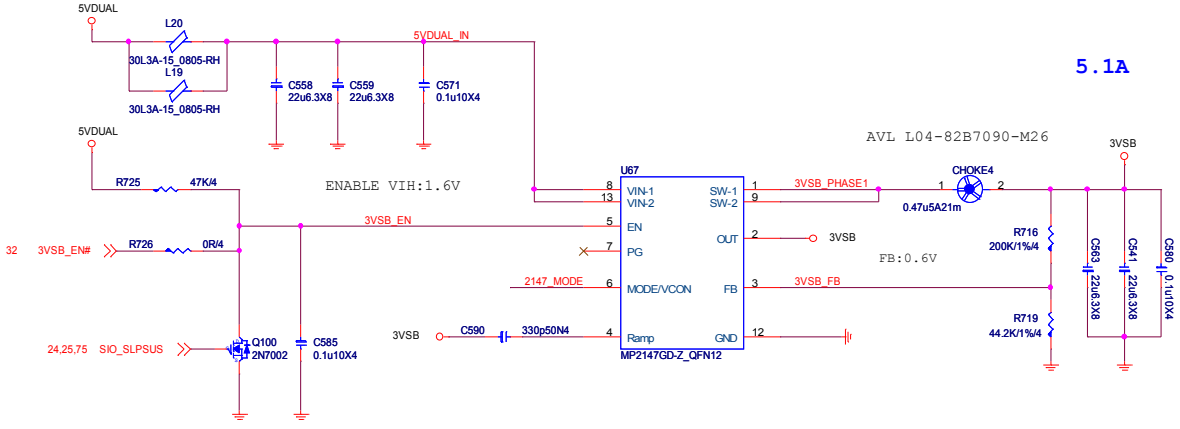 5VDUAL
L20
30L3A-15_0805-RH
L19
30L3A-15_0805-RH
5VDUAL_IN
C558
22u6.3X8
C559
22u6.3X8
C571
0.1u10X4
5.1A
5VDUAL
R725 47K/4
ENABLE VIH:1.6V
AVL L04-82B7090-M26
3VSB
32 3VSB_EN# R726 0R/4
3VSB_EN
24,25,75 SIO_SLPSUS
Q100
2N7002
C585
0.1u10X4
U67
8 VIN-1 SW-1 1
13 VIN-2 SW-2 9
5 EN
OUT 2 3VSB
7 PG
2147_MODE 6 MODE/VCON FB 3 3VSB_FB
3VSB C590 330p50N4 4 Ramp GND 12
MP2147GD-Z_QFN12
3VSB_PHASE1
1 CHOKE4 2
0.47u5A21m
FB:0.6V
R716
200K/1%/4
R719
44.2K/1%/4
C563
22u6.3X8
C541
22u6.3X8
C580
0.1u10X4